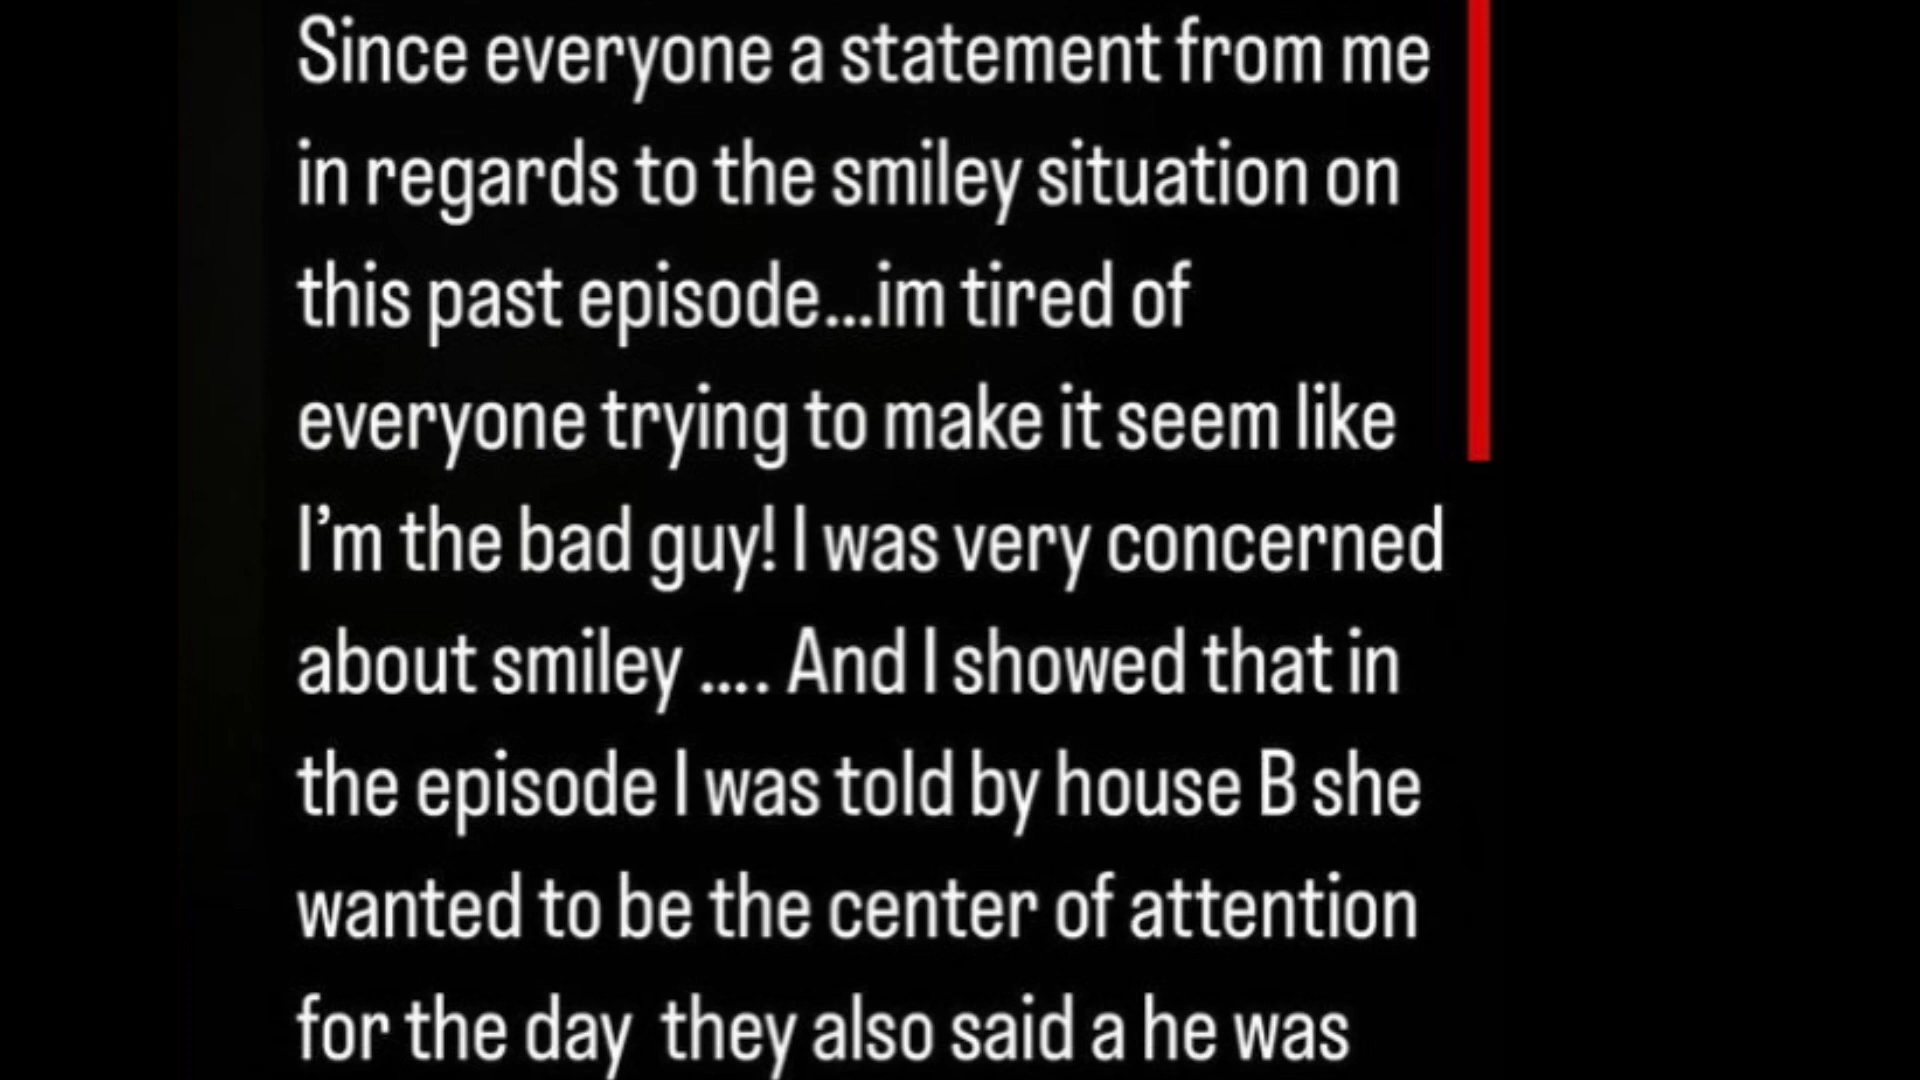 Since everyone a statement from me
in regards to the smiley situation on
this past episode...im tired of
everyone trying to make it seem like
I'm the bad guy! I was very concerned
about smiley .... And I showed that in
the episode I was told by house B she
wanted to be the center of attention
for the day  they also said a he was